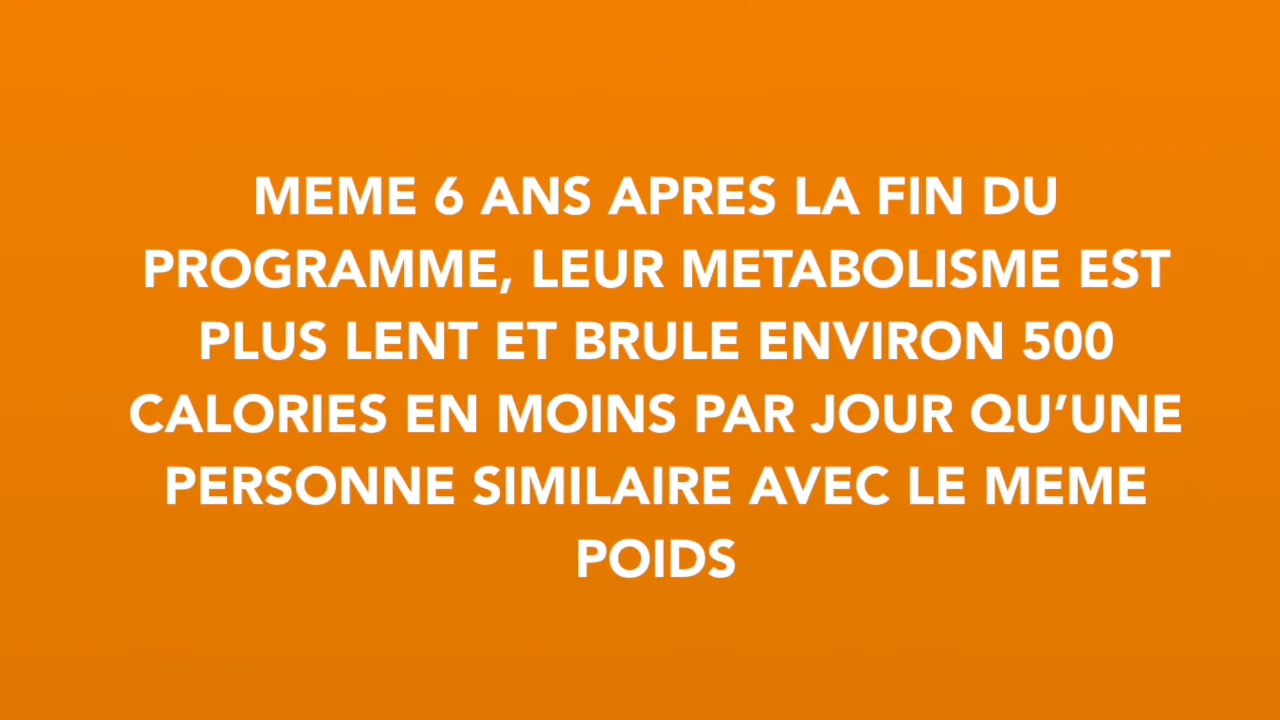 MEME 6 ANS APRES LA FIN DU
PROGRAMME, LEUR METABOLISME EST
PLUS LENT ET BRULE ENVIRON 500
CALORIES EN MOINS PAR JOUR QU’UNE
PERSONNE SIMILAIRE AVEC LE MEME
POIDS